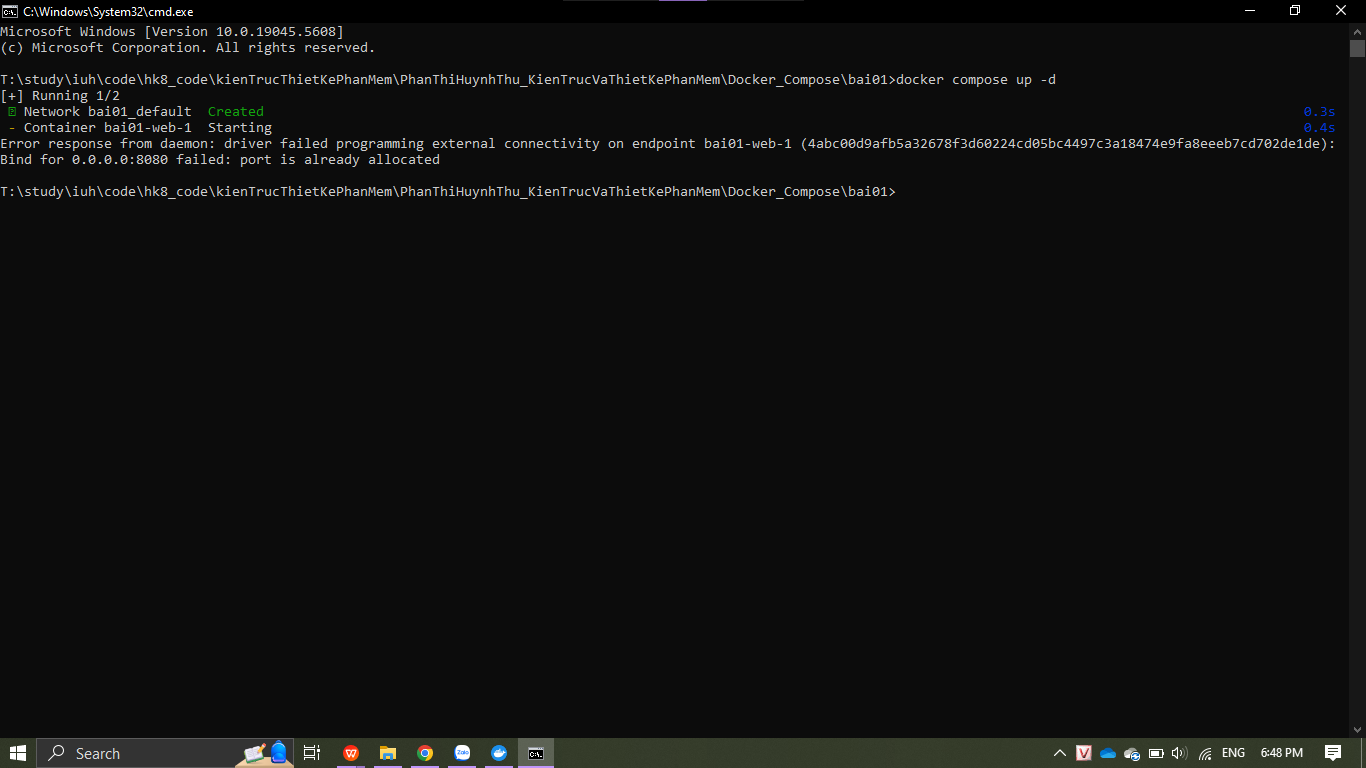 C:\Windows\System32\cmd.exe
Microsoft Windows [Version 10.0.19045.5608]
(c) Microsoft Corporation. All rights reserved.
T:\study\iuh\code\hk8_code\kienTrucThietKePhanMem\PhanThiHuynhThu_KienTrucVaThietKePhanMem\Docker_Compose\bai01>docker compose up -d
[+] Running 1/2
Network bai01_default Created 0.3s
- Container bai01-web-1 Starting 0.4s
Error response from daemon: driver failed programming external connectivity on endpoint bai01-web-1 (4abc00d9afb5a32678f3d60224cd05bc4497c3a18474e9fa8eeeb7cd702de1de):
Bind for 0.0.0.0:8080 failed: port is already allocated
T:\study\iuh\code\hk8_code\kienTrucThietKePhanMem\PhanThiHuynhThu_KienTrucVaThietKePhanMem\Docker_Compose\bai01>
Search
Zalo
V
ENG
6:48 PM